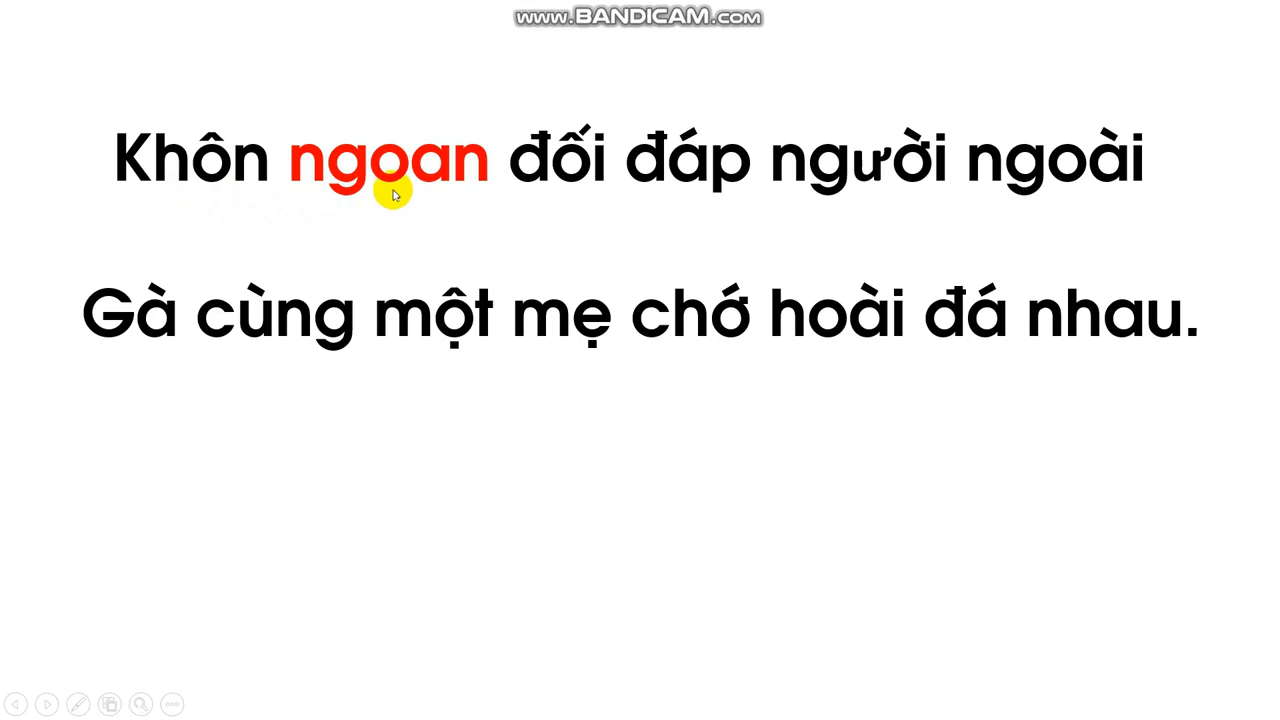 www.BANDICAM.com
Khôn ngoan đối đáp người ngoài
Gà cùng một mẹ chớ hoài đá nhau.